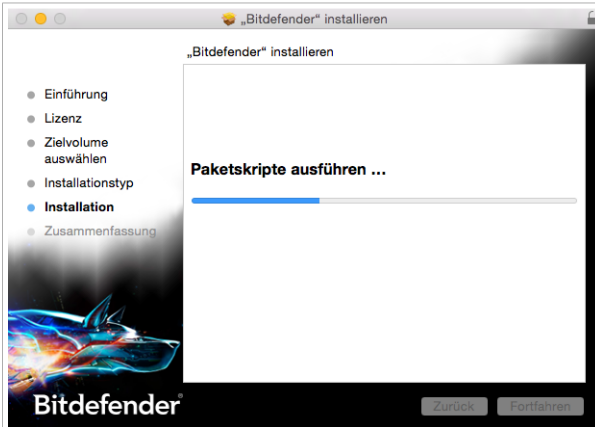 „Bitdefender“ installieren
„Bitdefender“ installieren
Einführung
Lizenz
Zielvolume
auswählen
Installationstyp
Installation
Zusammenfassung
Paketskripte ausführen ...
Bitdefender
Zurück
Fortfahren